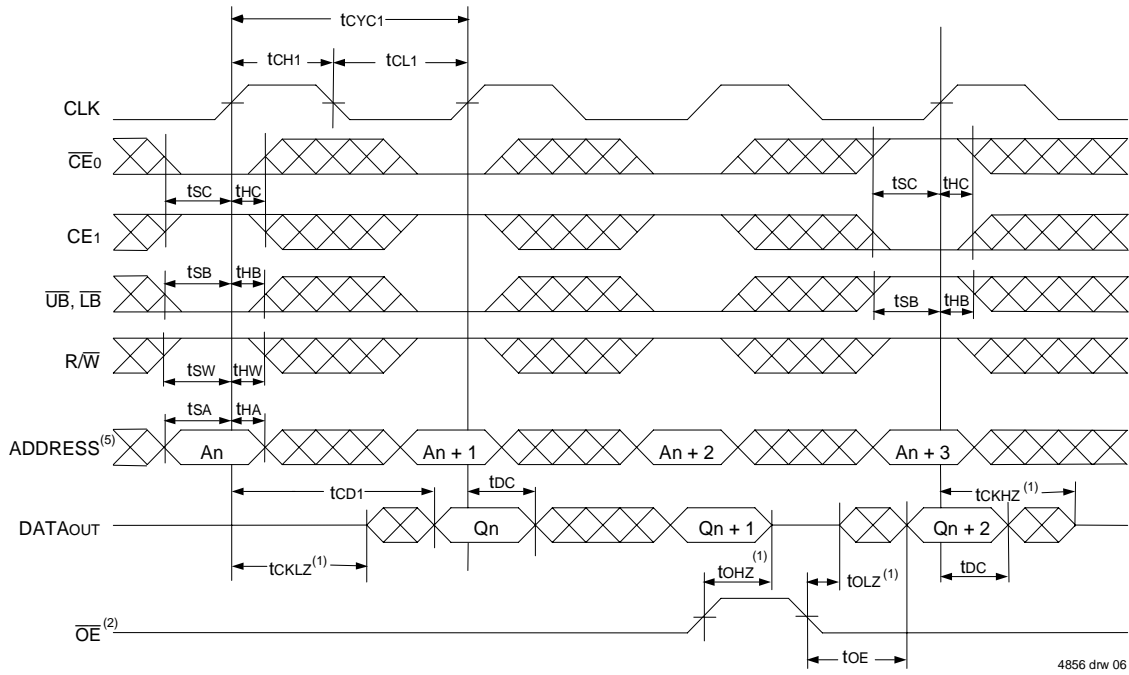 tCYC1
tCH1 tCL1
CLK
CE0
tSC tHC tSC tHC
CE1
tSB tHB
UB, LB
tSB tHB
R/W
tSW tHW
tSA tHA
ADDRESS(5) An An + 1 An + 2 An + 3
tCD1 tDC tCKHZ(1)
DATAOUT Qn Qn + 1 Qn + 2
tCKLZ(1) tOHZ(1) tOLZ(1) tDC
OE(2)
tOE
4856 drw 06